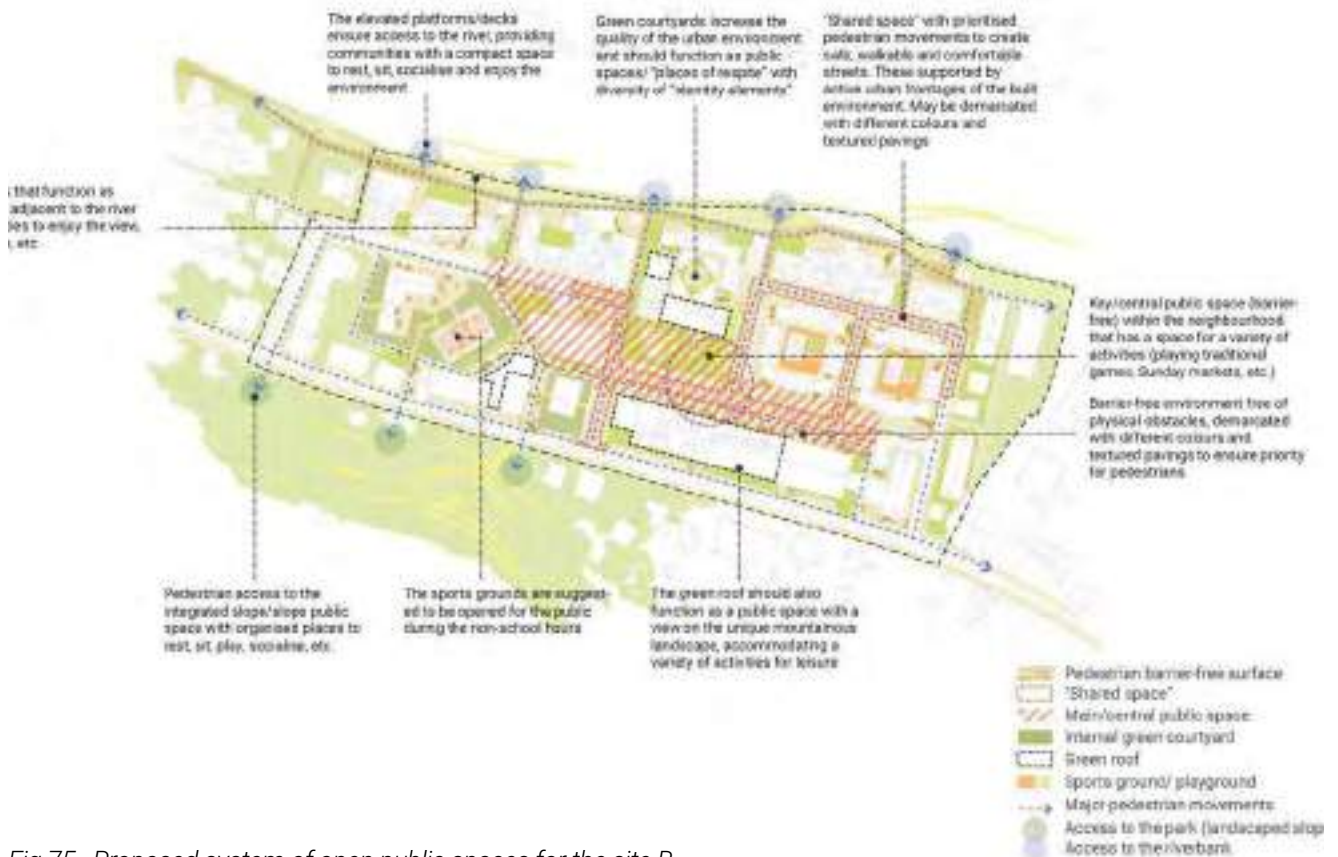 The elevated platforms/decks
ensure access to the river, providing
communities with a compact space
to rest, sit, socialise and enjoy the
environment
Green courtyards increase the
quality of the urban environment
and should function as public
spaces/ "places of respite" with
diversity of "identity elements"
"Shared space" with prioritised
pedestrian movements to create
safe, walkable and comfortable
streets. These supported by
active urban frontages of the built
environment. May be demarcated
with different colours and
textured pavings
that function as
adjacent to the river
to enjoy the view,
etc
Key/central public space (barrier-
free) within the neighbourhood
that has a space for a variety of
activities (playing traditional
games, Sunday markets, etc.)
Barrier-free environment free of
physical obstacles, demarcated
with different colours and
textured pavings to ensure priority
for pedestrians
Pedestrian access to the
integrated slope/slope public
space with organised places to
rest, sit, play, socialise, etc.
The sports grounds are suggest-
ed to be opened for the public
during the non-school hours
The green roof should also
function as a public space with a
view on the unique mountainous
landscape, accommodating a
variety of activities for leisure
Pedestrian barrier-free surface
"Shared space"
Main/central public space
Internal green courtyard
Green roof
Sports ground/ playground
Major pedestrian movements
Access to the park (landscaped slop
Access to the riverbank
Fig.75. Proposed system of open public spaces for the site B